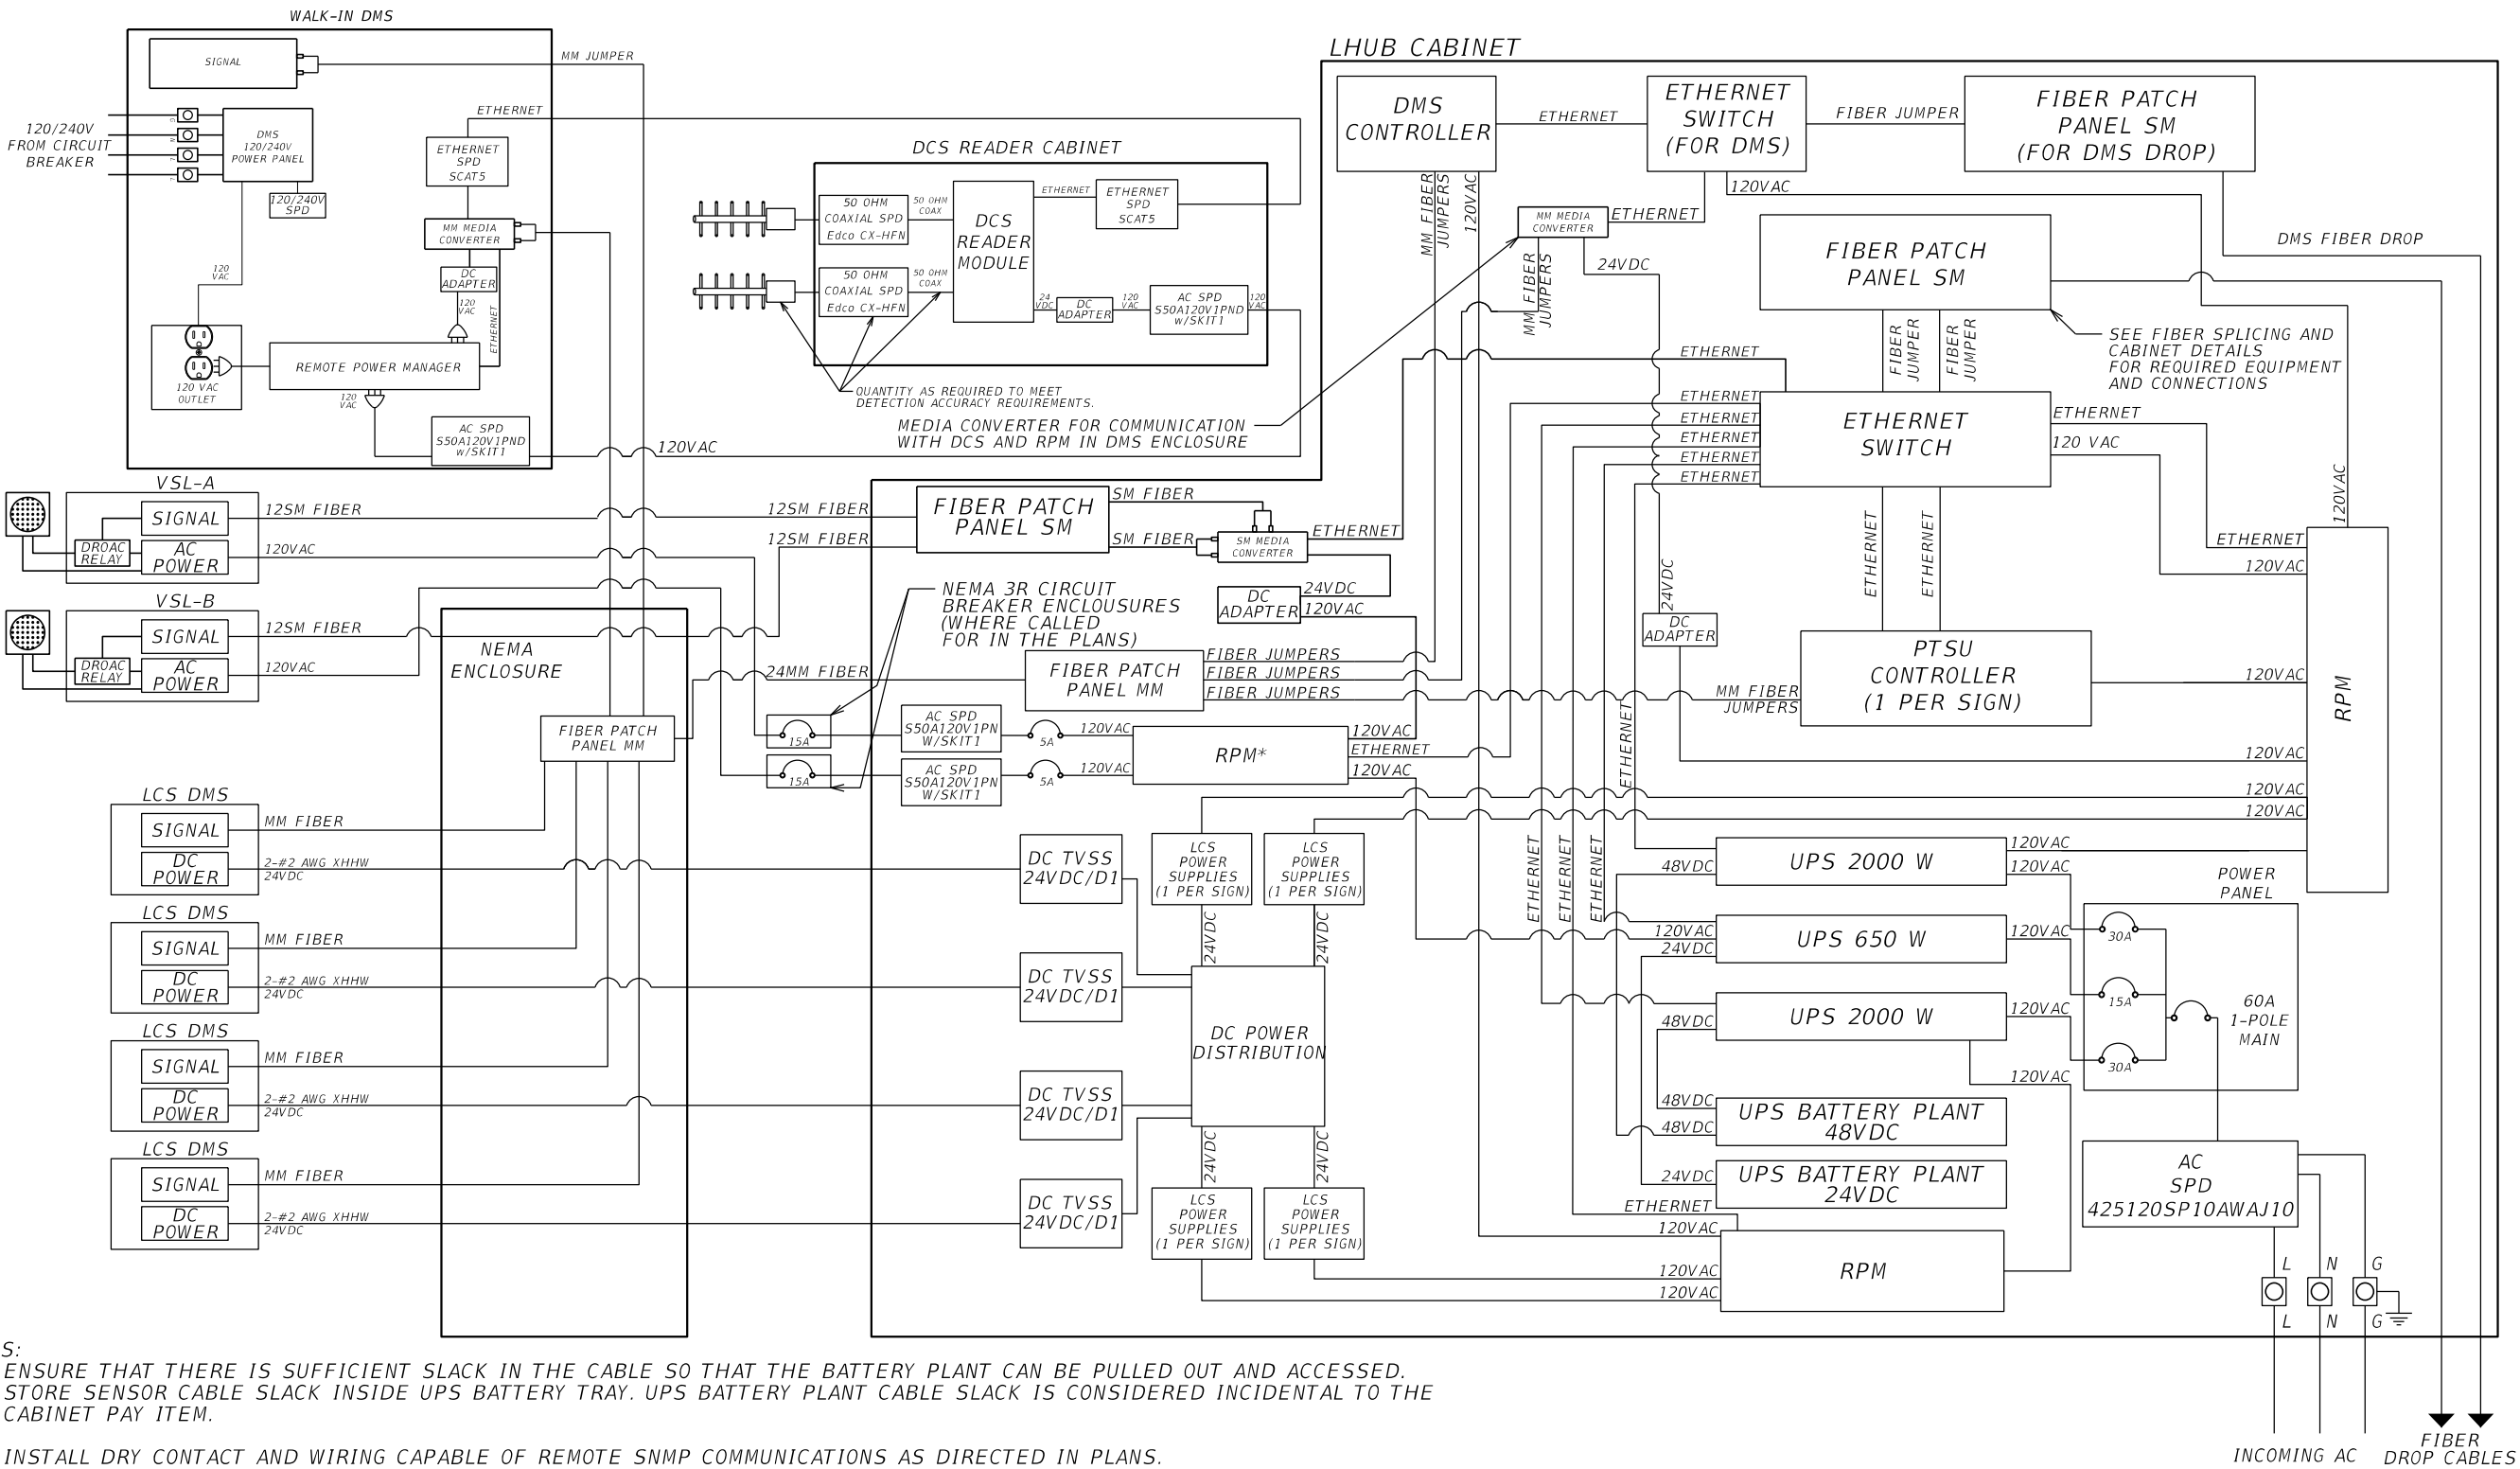 WALK-IN DMS
SIGNAL
MM JUMPER
120/240V
FROM CIRCUIT
BREAKER
G
N
DMS
120/240V
POWER PANEL
120/240V
SPD
120
VAC
120 VAC
OUTLET
ETHERNET
ETHERNET
SPD
SCAT5
MM MEDIA
CONVERTER
DC
ADAPTER
120
VAC
ETHERNET
REMOTE POWER MANAGER
120
VAC
AC SPD
S50A120V1PND
w/SKIT1
120VAC
DCS READER CABINET
50 OHM
COAXIAL SPD
Edco CX-HFN
50 OHM
COAX
50 OHM
COAXIAL SPD
Edco CX-HFN
50 OHM
COAX
DCS
READER
MODULE
ETHERNET
ETHERNET
SPD
SCAT5
24
VDC
DC
ADAPTER
120
VAC
AC SPD
S50A120V1PND
w/SKIT1
120
VAC
QUANTITY AS REQUIRED TO MEET
DETECTION ACCURACY REQUIREMENTS.
MEDIA CONVERTER FOR COMMUNICATION
WITH DCS AND RPM IN DMS ENCLOSURE
LHUB CABINET
DMS
CONTROLLER
ETHERNET
ETHERNET
SWITCH
(FOR DMS)
FIBER JUMPER
FIBER PATCH
PANEL SM
(FOR DMS DROP)
MM FIBER
JUMPERS
120VAC
MM MEDIA
CONVERTER
ETHERNET
120VAC
MM FIBER
JUMPERS
24VDC
FIBER PATCH
PANEL SM
DMS FIBER DROP
FIBER
JUMPER
FIBER
JUMPER
SEE FIBER SPLICING AND
CABINET DETAILS
FOR REQUIRED EQUIPMENT
AND CONNECTIONS
ETHERNET
ETHERNET
ETHERNET
ETHERNET
ETHERNET
ETHERNET
ETHERNET
SWITCH
ETHERNET
120 VAC
120VAC
ETHERNET
120VAC
ETHERNET
ETHERNET
24VDC
DC
ADAPTER
PTSU
CONTROLLER
(1 PER SIGN)
120VAC
RPM
120VAC
120VAC
120VAC
VSL-A
SIGNAL
DROAC
RELAY
AC
POWER
12SM FIBER
120VAC
VSL-B
SIGNAL
DROAC
RELAY
AC
POWER
12SM FIBER
120VAC
12SM FIBER
12SM FIBER
FIBER PATCH
PANEL SM
SM FIBER
SM FIBER
SM MEDIA
CONVERTER
ETHERNET
DC
ADAPTER
24VDC
120VAC
NEMA 3R CIRCUIT
BREAKER ENCLOUSURES
(WHERE CALLED
FOR IN THE PLANS)
NEMA
ENCLOSURE
FIBER PATCH
PANEL MM
24MM FIBER
FIBER PATCH
PANEL MM
FIBER JUMPERS
FIBER JUMPERS
FIBER JUMPERS
MM FIBER
JUMPERS
15A
15A
AC SPD
S50A120V1PN
W/SKIT1
AC SPD
S50A120V1PN
W/SKIT1
5A
5A
120VAC
120VAC
RPM*
120VAC
ETHERNET
120VAC
ETHERNET
LCS DMS
SIGNAL
DC
POWER
MM FIBER
2-#2 AWG XHHW
24VDC
LCS DMS
SIGNAL
DC
POWER
MM FIBER
2-#2 AWG XHHW
24VDC
LCS DMS
SIGNAL
DC
POWER
MM FIBER
2-#2 AWG XHHW
24VDC
LCS DMS
SIGNAL
DC
POWER
MM FIBER
2-#2 AWG XHHW
24VDC
DC TVSS
24VDC/D1
DC TVSS
24VDC/D1
DC TVSS
24VDC/D1
DC TVSS
24VDC/D1
LCS
POWER
SUPPLIES
(1 PER SIGN)
LCS
POWER
SUPPLIES
(1 PER SIGN)
24VDC
24VDC
DC POWER
DISTRIBUTION
24VDC
24VDC
LCS
POWER
SUPPLIES
(1 PER SIGN)
LCS
POWER
SUPPLIES
(1 PER SIGN)
ETHERNET
ETHERNET
ETHERNET
48VDC
UPS 2000 W
120VAC
120VAC
120VAC
24VDC
UPS 650 W
120VAC
48VDC
UPS 2000 W
120VAC
120VAC
48VDC
48VDC
UPS BATTERY PLANT
48VDC
24VDC
UPS BATTERY PLANT
24VDC
ETHERNET
120VAC
120VAC
120VAC
RPM
POWER
PANEL
30A
15A
30A
60A
1-POLE
MAIN
AC
SPD
425120SP10AWAJ10
L
N
G
L
N
G
INCOMING AC
FIBER
DROP CABLES
S:
ENSURE THAT THERE IS SUFFICIENT SLACK IN THE CABLE SO THAT THE BATTERY PLANT CAN BE PULLED OUT AND ACCESSED.
STORE SENSOR CABLE SLACK INSIDE UPS BATTERY TRAY. UPS BATTERY PLANT CABLE SLACK IS CONSIDERED INCIDENTAL TO THE
CABINET PAY ITEM.
INSTALL DRY CONTACT AND WIRING CAPABLE OF REMOTE SNMP COMMUNICATIONS AS DIRECTED IN PLANS.